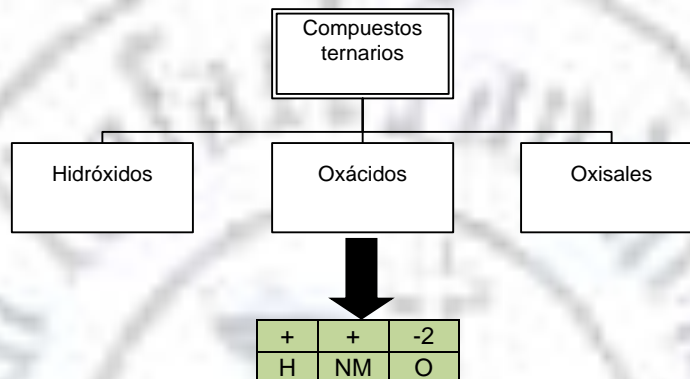 Compuestos
ternarios
Hidróxidos Oxácidos Oxisales
+ + -2
H NM O